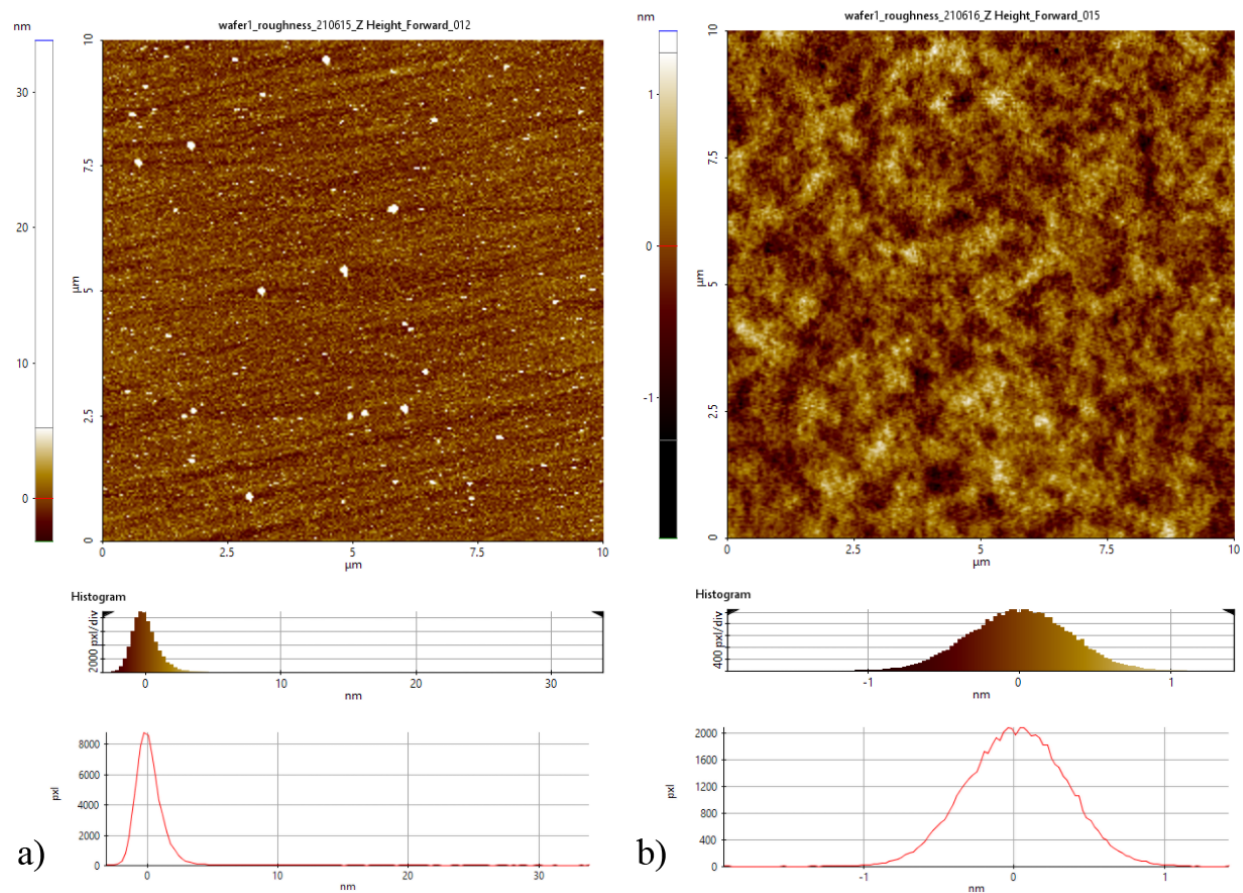 nm
wafer1_roughness_210615_Z Height_Forward_012
30
20
10
0
10
7.5
5
2.5
0
µm
0
2.5
5
7.5
10
µm
Histogram
2000 pxl/div
0
10
20
30
nm
8000
6000
4000
2000
0
pxl
0
10
20
30
nm
a)
nm
wafer1_roughness_210616_Z Height_Forward_015
1
0
-1
10
7.5
5
2.5
0
µm
0
2.5
5
7.5
10
µm
Histogram
400 pxl/div
-1
0
1
nm
2000
1600
1200
800
400
0
pxl
-1
0
1
nm
b)